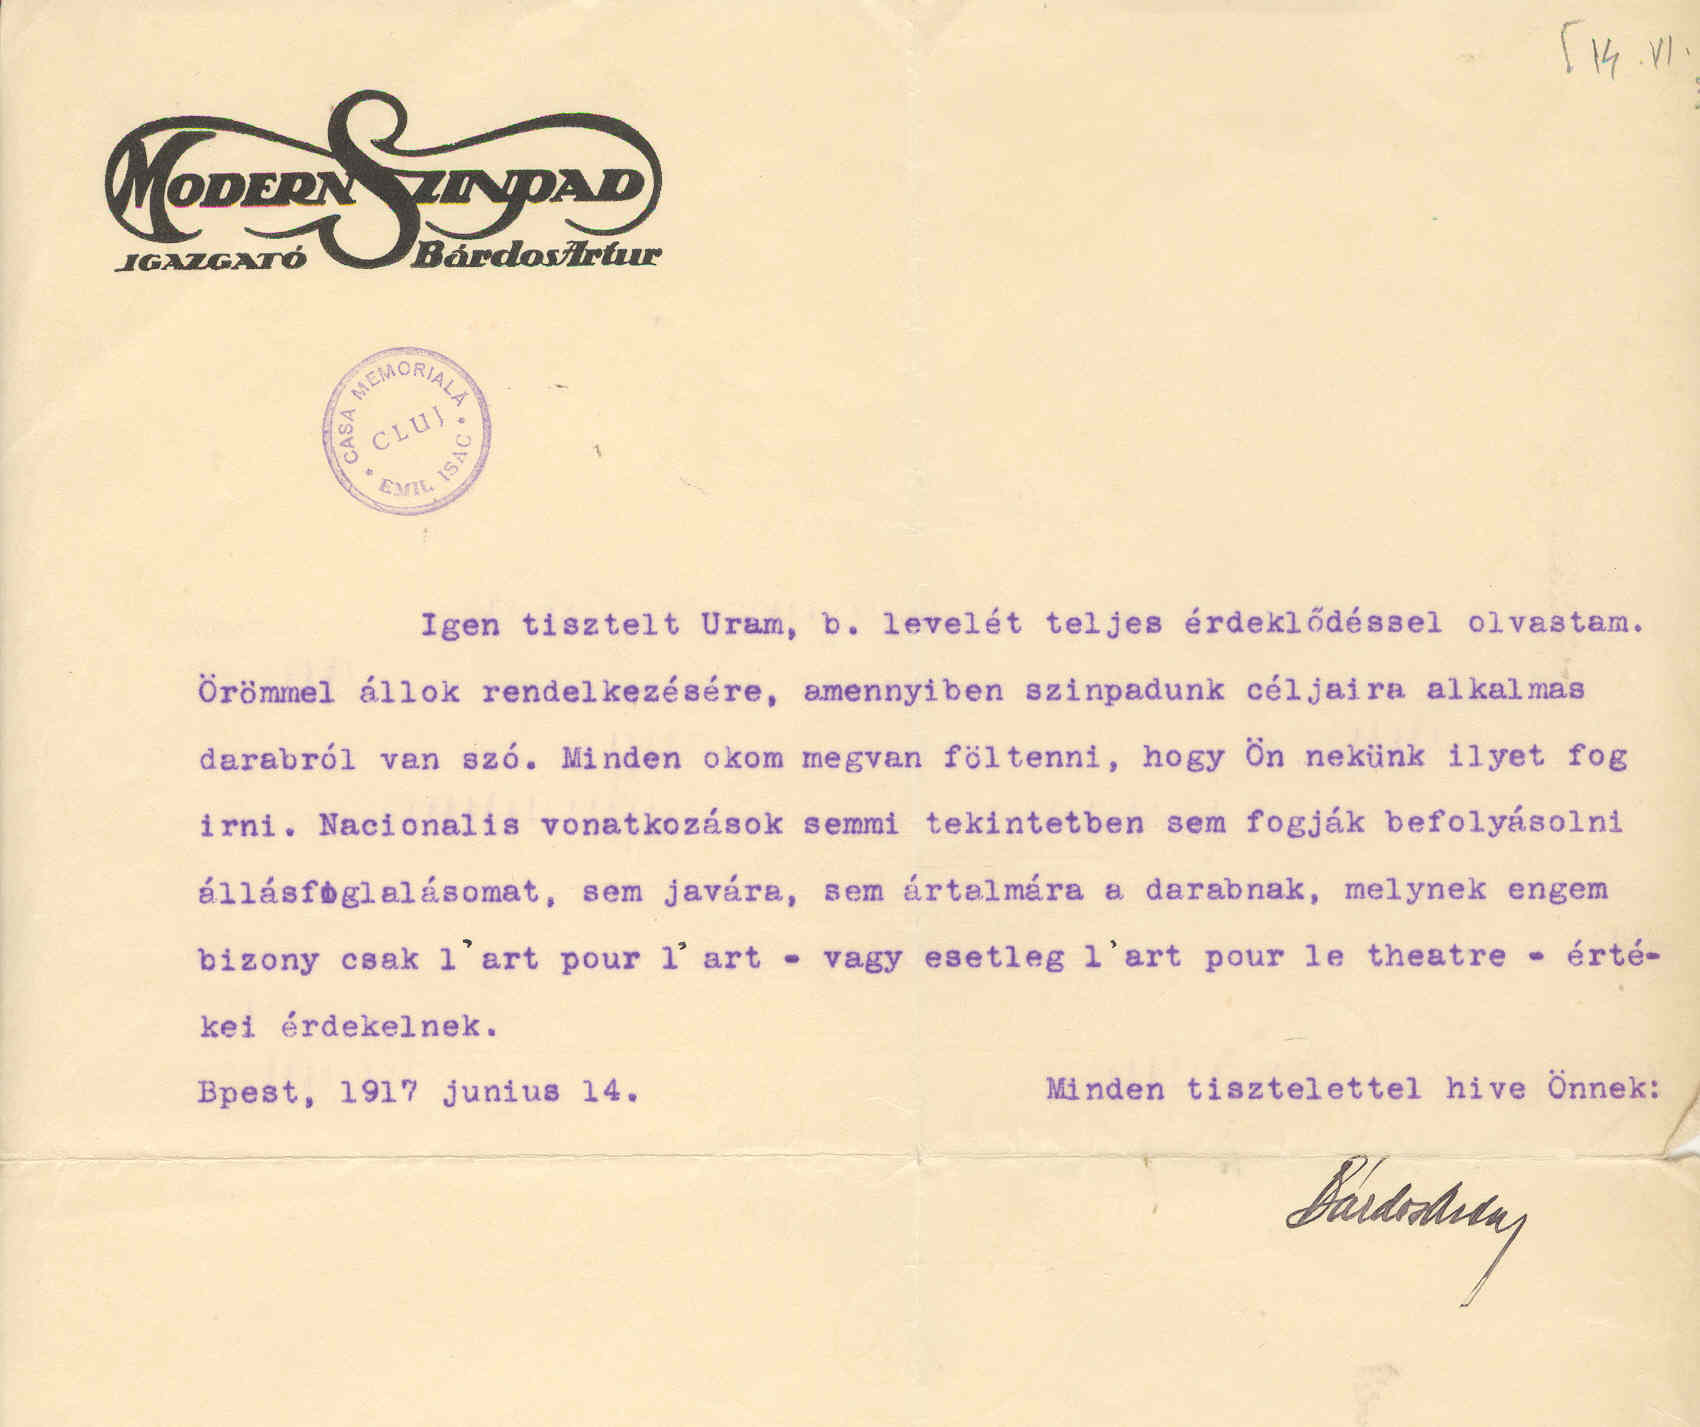 14. VI.
MODERN SZINPAD
IGAZGATÓ Bárdos Artur
CASA MEMORIALĂ
CLUJ
* EMIL ISAC *
Igen tisztelt Uram, b. levelét teljes érdeklődéssel olvastam.
Örömmel állok rendelkezésére, amennyiben szinpadunk céljaira alkalmas
darabról van szó. Minden okom megvan föltenni, hogy Ön nekünk ilyet fog
irni. Nacionalis vonatkozások semmi tekintetben sem fogják befolyásolni
állásfoglalásomat, sem javára, sem ártalmára a darabnak, melynek engem
bizony csak l'art pour l'art - vagy esetleg l'art pour le theatre - érté-
kei érdekelnek.
Bpest, 1917 junius 14. Minden tisztelettel hive Önnek:
Bárdos Artur